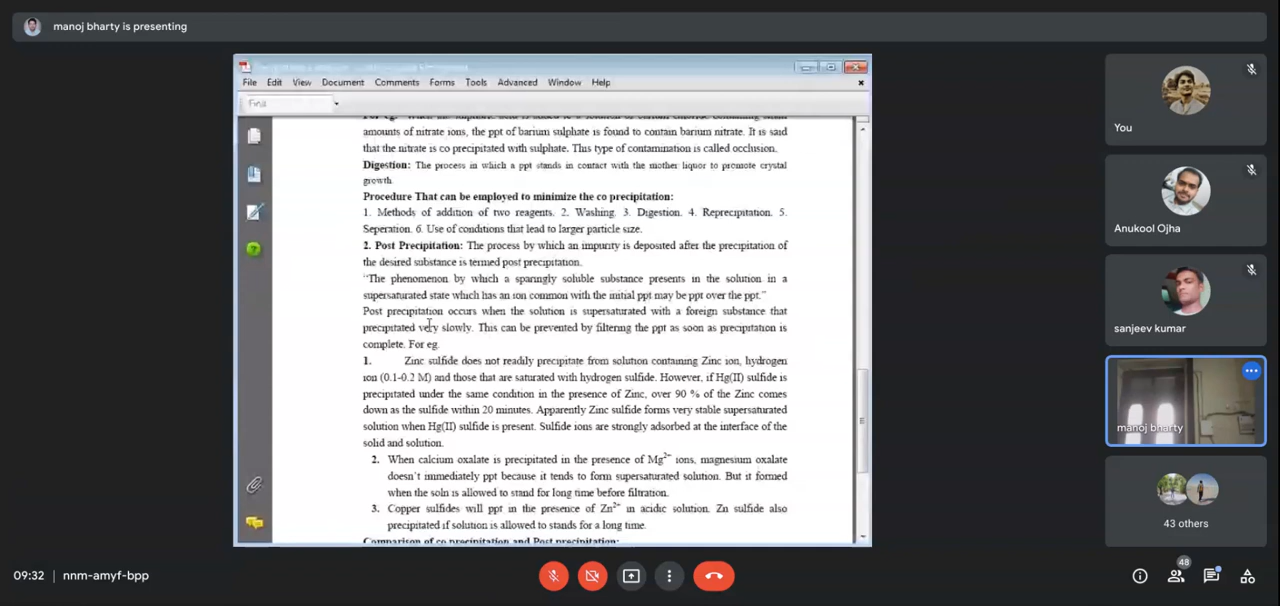 manoj bharty is presenting
File Edit View Document Comments Forms Tools Advanced Window Help
Find
amounts of nitrate ions, the ppt of barium sulphate is found to contain barium nitrate. It is said
that the nitrate is co precipitated with sulphate. This type of contamination is called occlusion.
Digestion: The process in which a ppt stands in contact with the mother liquor to promote crystal
growth.
Procedure That can be employed to minimize the co precipitation:
1. Methods of addition of two reagents. 2. Washing. 3. Digestion. 4. Reprecipitation. 5.
Seperation. 6. Use of conditions that lead to larger particle size.
2. Post Precipitation: The process by which an impurity is deposited after the precipitation of
the desired substance is termed post precipitation.
“The phenomenon by which a sparingly soluble substance presents in the solution in a
supersaturated state which has an ion common with the initial ppt may be ppt over the ppt.”
Post precipitation occurs when the solution is supersaturated with a foreign substance that
precipitated very slowly. This can be prevented by filtering the ppt as soon as precipitation is
complete. For eg.
1. Zinc sulfide does not readily precipitate from solution containing Zinc ion, hydrogen
ion (0.1-0.2 M) and those that are saturated with hydrogen sulfide. However, if Hg(II) sulfide is
precipitated under the same condition in the presence of Zinc, over 90 % of the Zinc comes
down as the sulfide within 20 minutes. Apparently Zinc sulfide forms very stable supersaturated
solution when Hg(II) sulfide is present. Sulfide ions are strongly adsorbed at the interface of the
solid and solution.
2. When calcium oxalate is precipitated in the presence of Mg²⁺ ions, magnesium oxalate
doesn't immediately ppt because it tends to form supersaturated solution. But it formed
when the soln is allowed to stand for long time before filtration.
3. Copper sulfides will ppt in the presence of Zn²⁺ in acidic solution. Zn sulfide also
precipitated if solution is allowed to stands for a long time.
Comparison of co precipitation and Post precipitation:
You
Anukool Ojha
sanjeev kumar
manoj bharty
43 others
09:32 | nnm-amyf-bpp
48